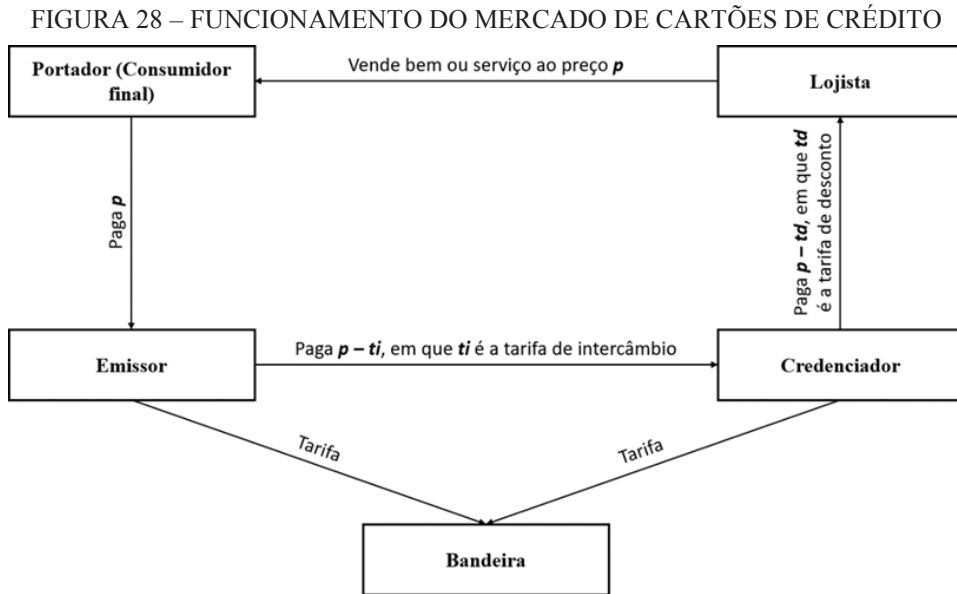 FIGURA 28 – FUNCIONAMENTO DO MERCADO DE CARTÕES DE CRÉDITO
Portador (Consumidor
final)
Vende bem ou serviço ao preço p
Lojista
Paga p
Paga p – td, em que td
é a tarifa de desconto
Emissor
Paga p – ti, em que ti é a tarifa de intercâmbio
Credenciador
Tarifa
Tarifa
Bandeira